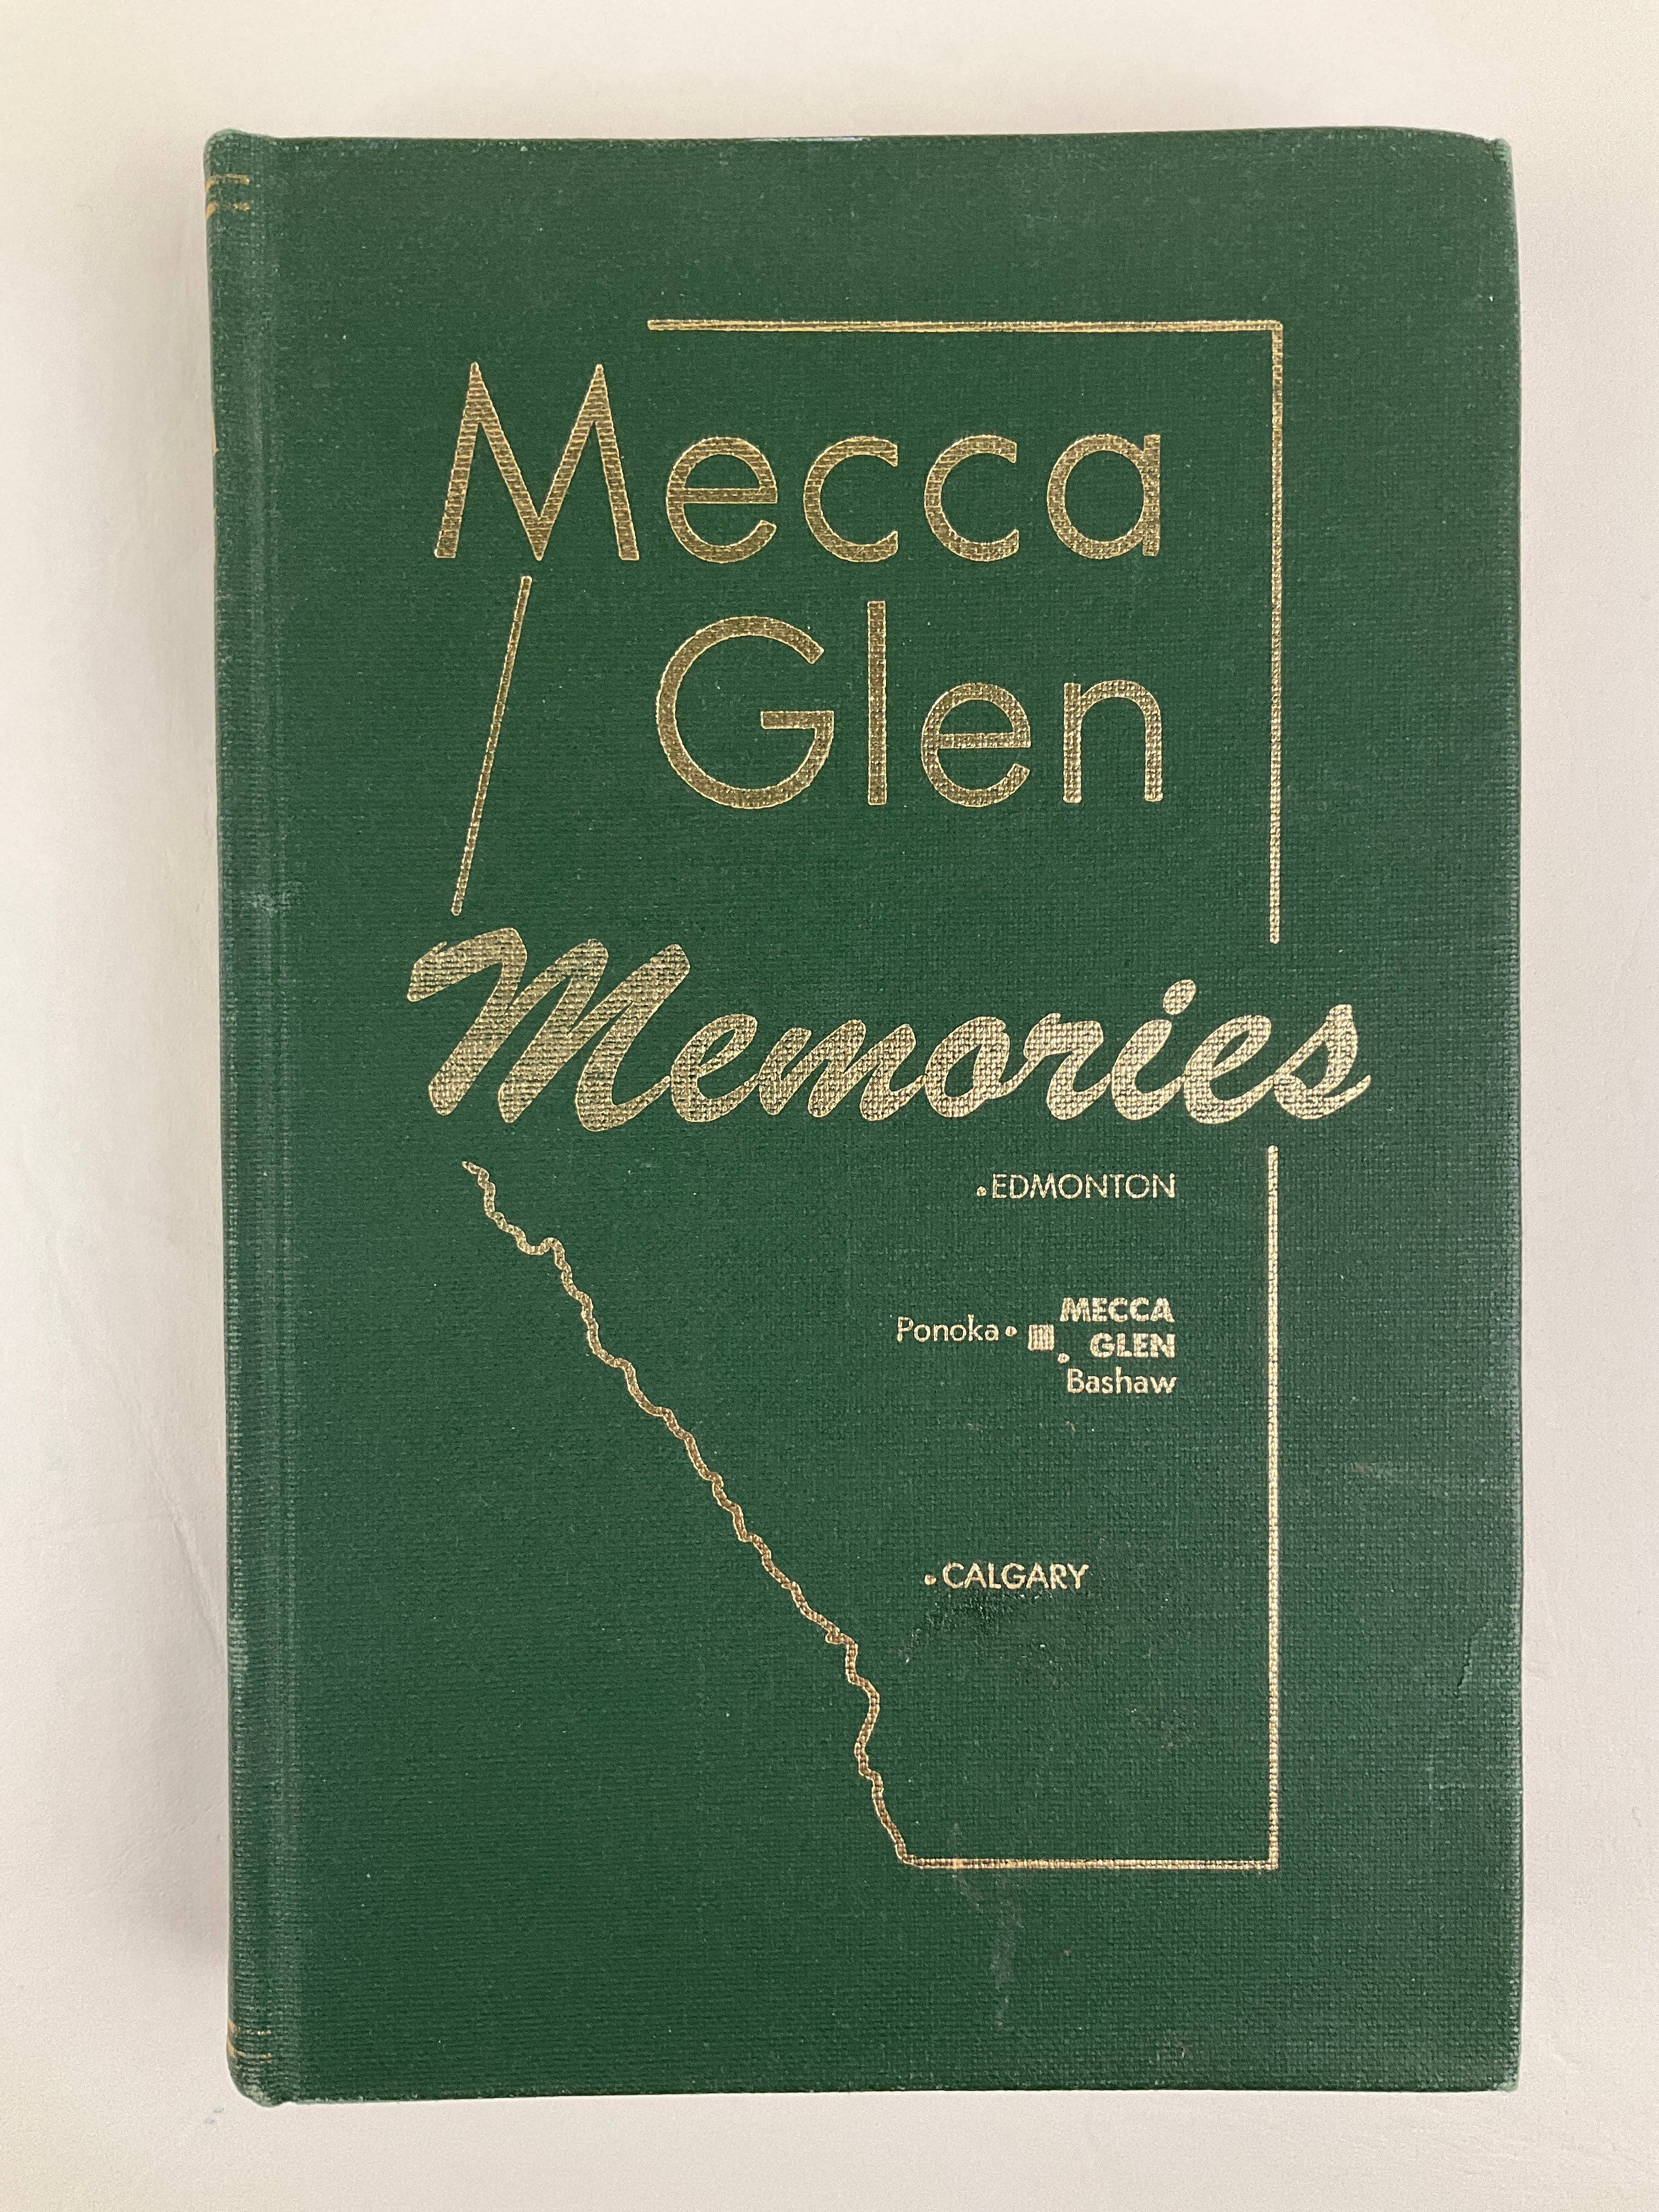 Mecca
Glen
Memories
EDMONTON
Ponoka
MECCA
GLEN
Bashaw
CALGARY